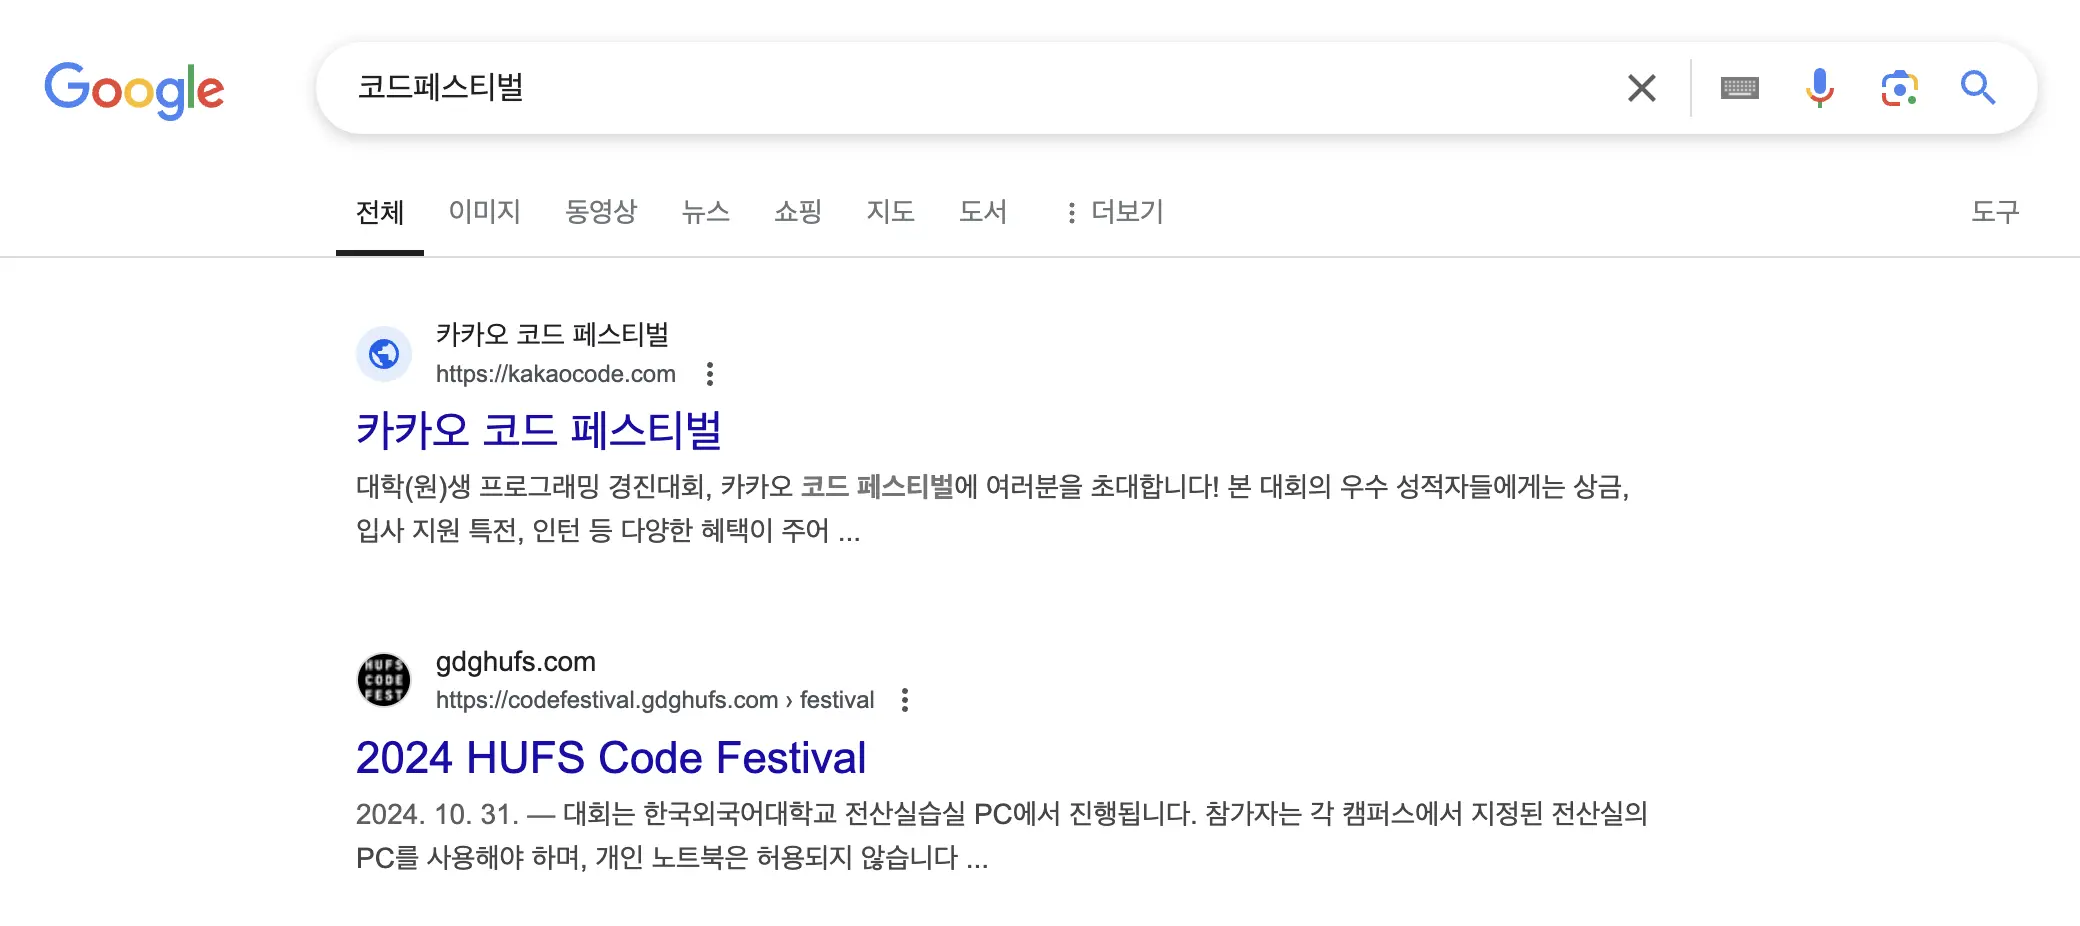 Google
코드페스티벌
전체 이미지 동영상 뉴스 쇼핑 지도 도서 더보기 도구
카카오 코드 페스티벌
https://kakaocode.com
카카오 코드 페스티벌
대학(원)생 프로그래밍 경진대회, 카카오 코드 페스티벌에 여러분을 초대합니다! 본 대회의 우수 성적자들에게는 상금,
입사 지원 특전, 인턴 등 다양한 혜택이 주어 ...
HUFS
CODE
FEST
gdghufs.com
https://codefestival.gdghufs.com › festival
2024 HUFS Code Festival
2024. 10. 31. — 대회는 한국외국어대학교 전산실습실 PC에서 진행됩니다. 참가자는 각 캠퍼스에서 지정된 전산실의
PC를 사용해야 하며, 개인 노트북은 허용되지 않습니다 ...